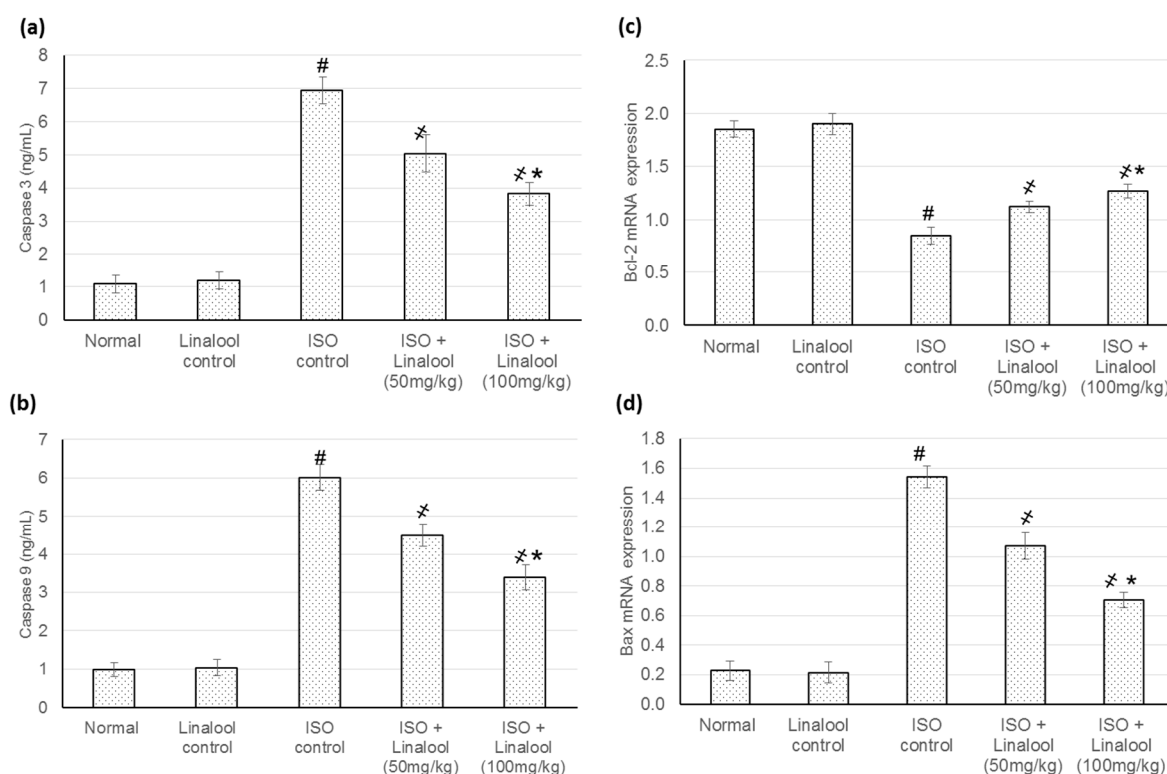 (a)
Caspase 3 (ng/mL)
8
7
6
5
4
3
2
1
0
#
҂
҂ *
Normal
Linalool
control
ISO
control
ISO +
Linalool
(50mg/kg)
ISO +
Linalool
(100mg/kg)
(c)
Bcl-2 mRNA expression
2.5
2.0
1.5
1.0
0.5
0.0
#
҂
҂*
Normal
Linalool
control
ISO
control
ISO +
Linalool
(50mg/kg)
ISO +
Linalool
(100mg/kg)
(b)
Caspase 9 (ng/mL)
7
6
5
4
3
2
1
0
#
҂
҂ *
Normal
Linalool
control
ISO
control
ISO +
Linalool
(50mg/kg)
ISO +
Linalool
(100mg/kg)
(d)
Bax mRNA expression
1.8
1.6
1.4
1.2
1.0
0.8
0.6
0.4
0.2
0.0
#
҂
҂ *
Normal
Linalool
control
ISO
control
ISO +
Linalool
(50mg/kg)
ISO +
Linalool
(100mg/kg)